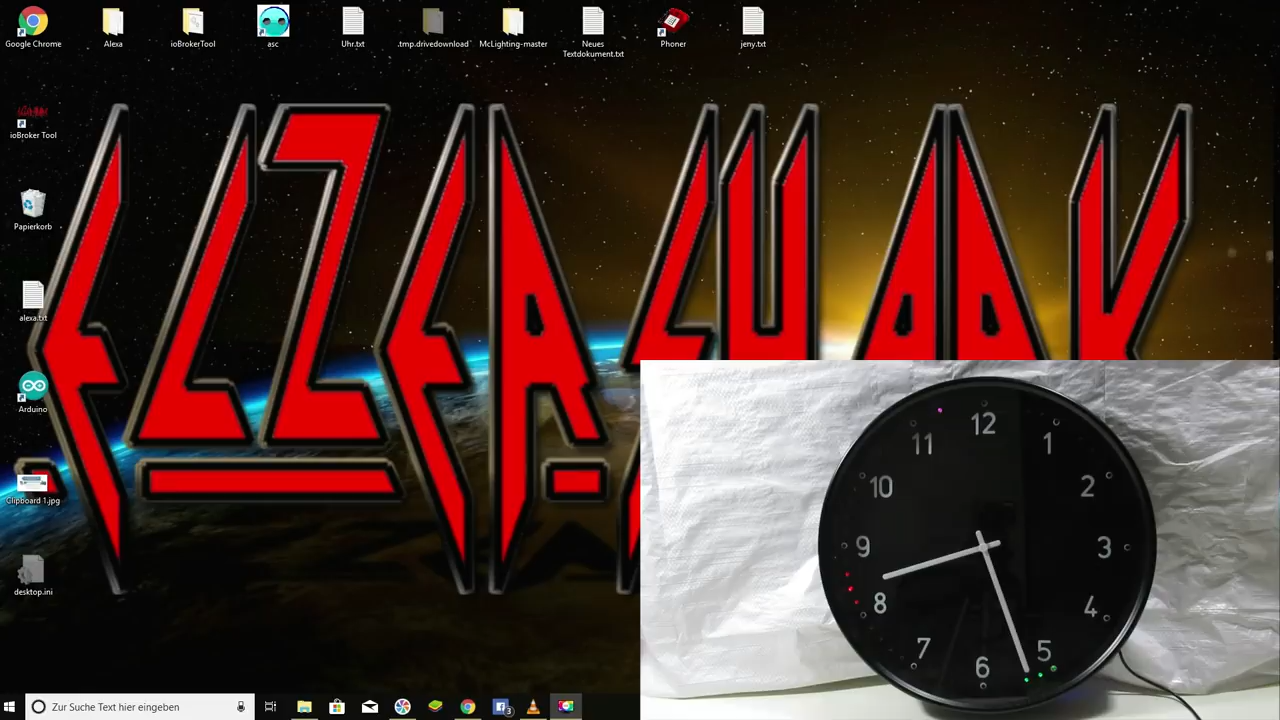 Google Chrome
Alexa
ioBrokerTool
asc
Uhr.txt
.tmp.drivedownload
McLighting-master
Neues
Textdokument.txt
Phoner
jeny.txt
ioBroker Tool
Papierkorb
alexa.txt
Arduino
Clipboard 1.jpg
desktop.ini
12
11
1
10
2
9
3
8
4
7
5
6
Zur Suche Text hier eingeben
3